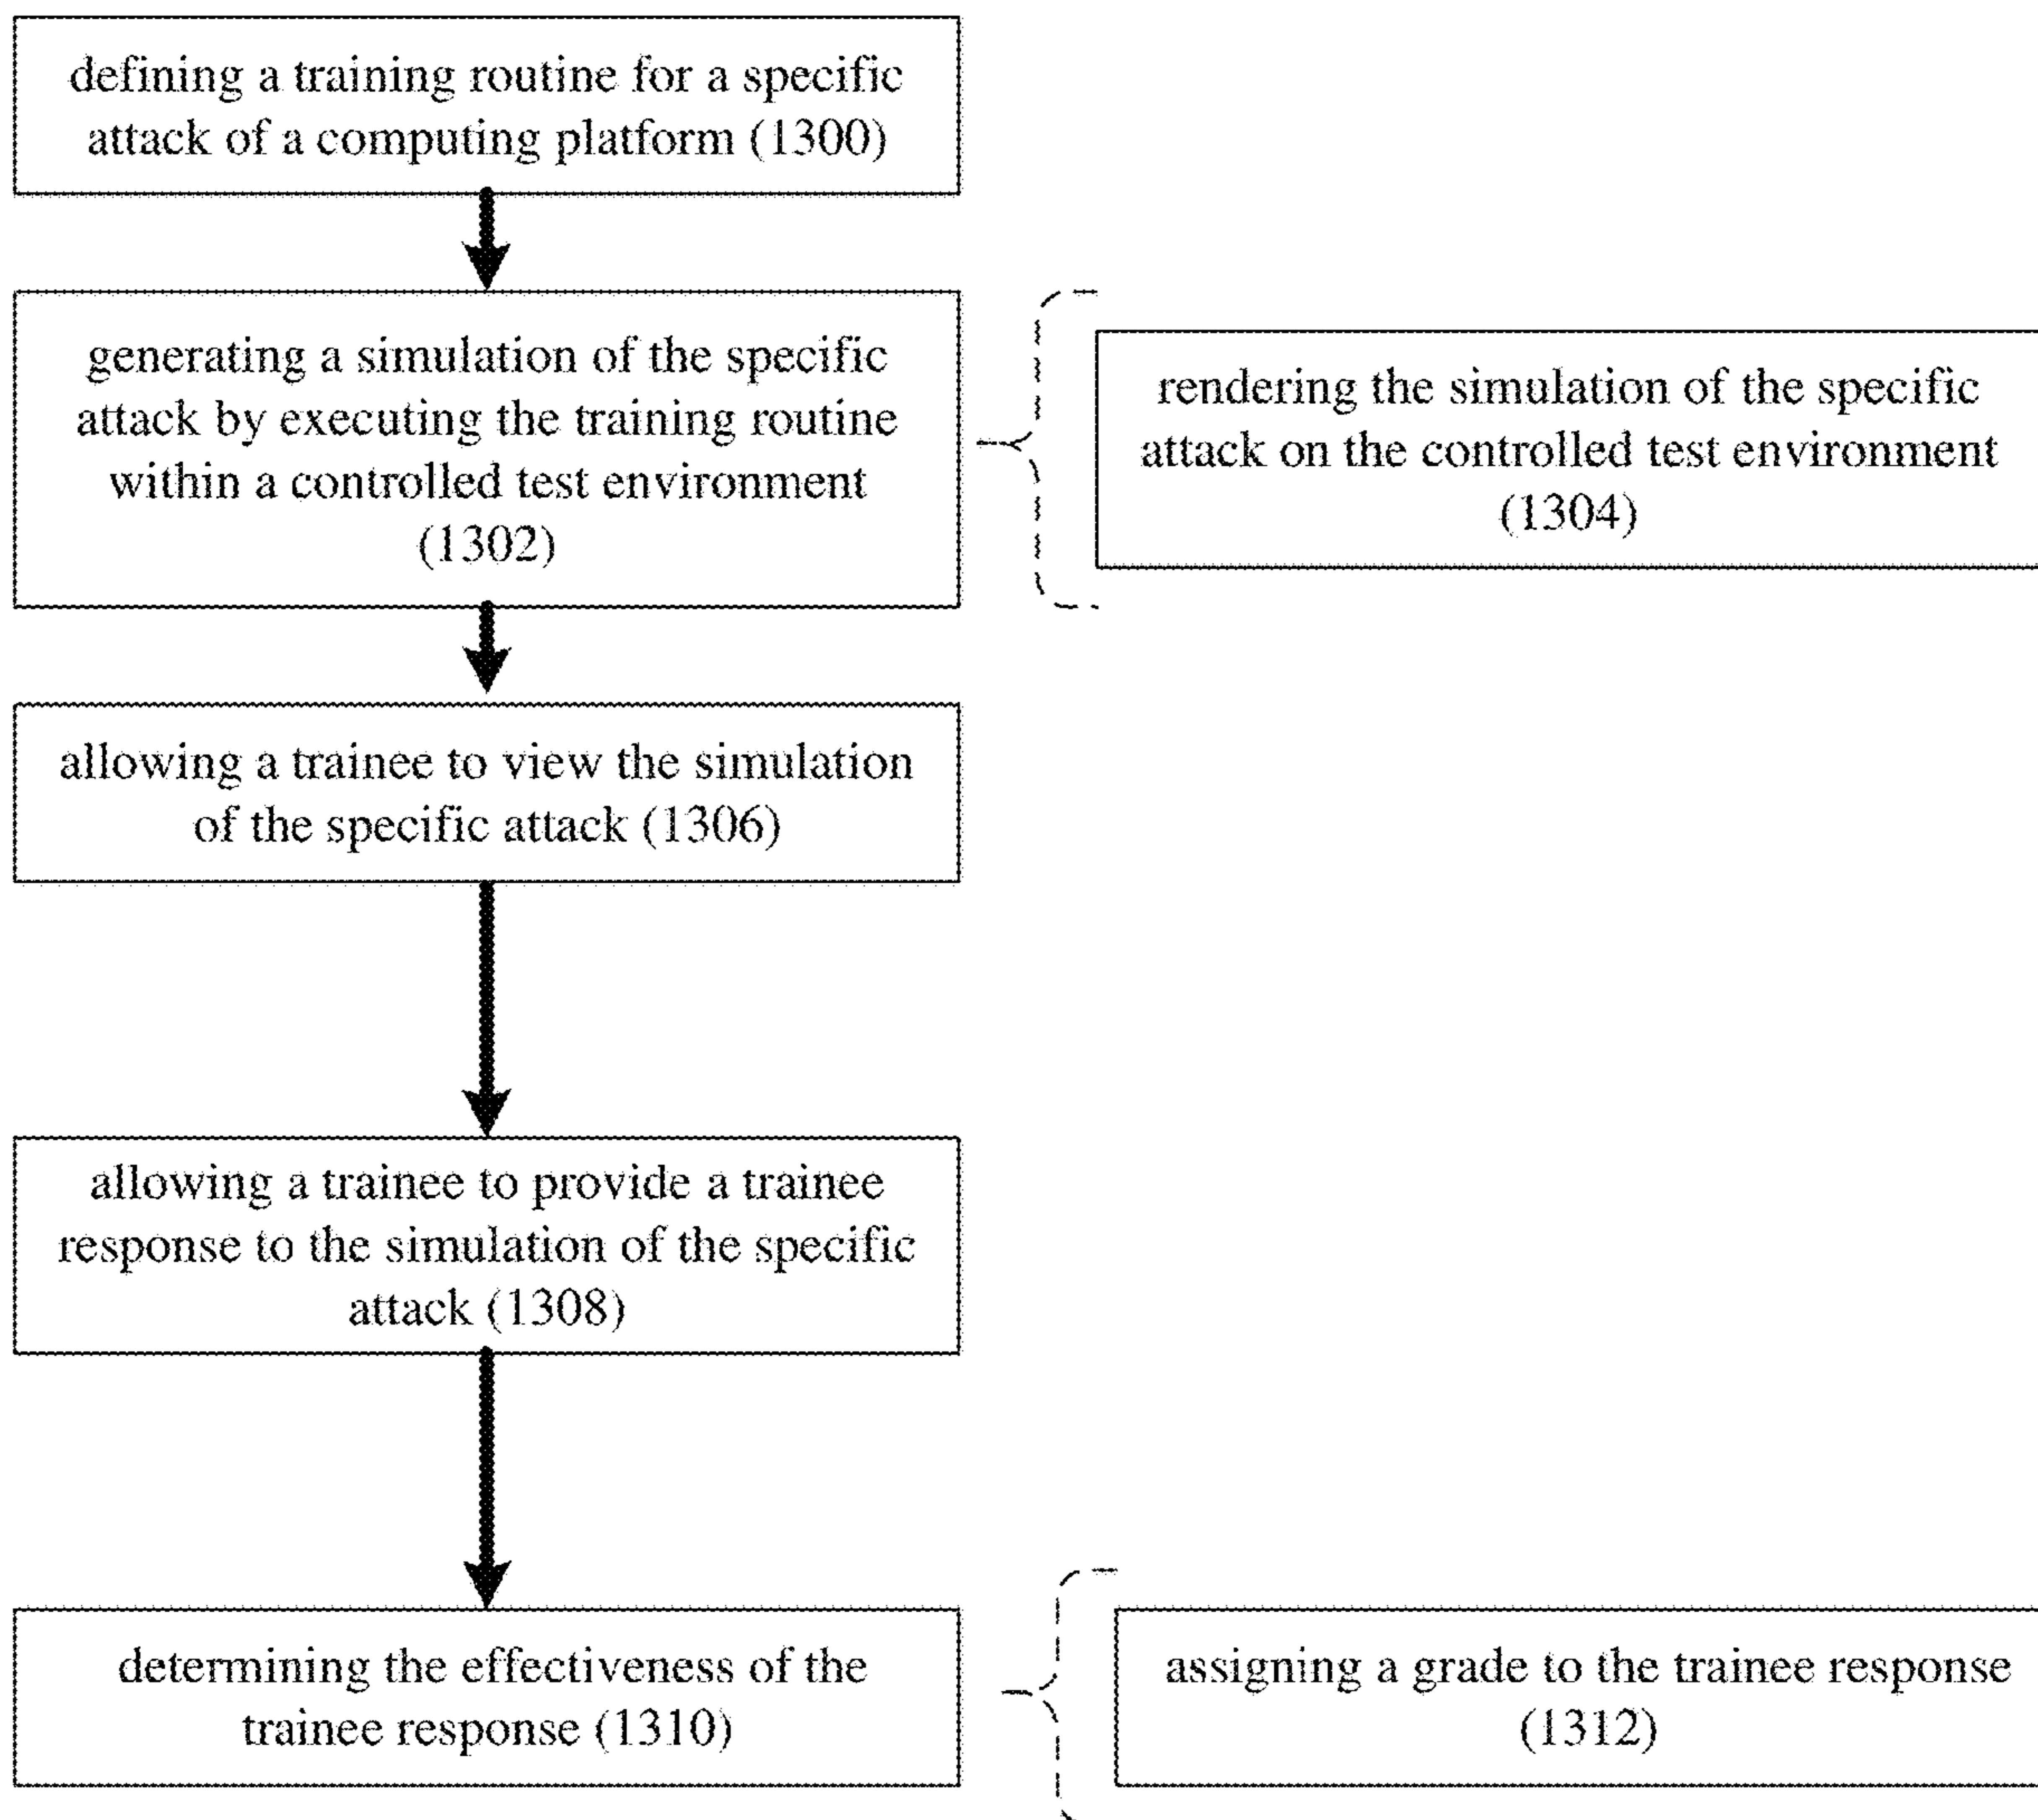 defining a training routine for a specific
attack of a computing platform (1300)
generating a simulation of the specific
attack by executing the training routine
within a controlled test environment
(1302)
rendering the simulation of the specific
attack on the controlled test environment
(1304)
allowing a trainee to view the simulation
of the specific attack (1306)
allowing a trainee to provide a trainee
response to the simulation of the specific
attack (1308)
determining the effectiveness of the
trainee response (1310)
assigning a grade to the trainee response
(1312)